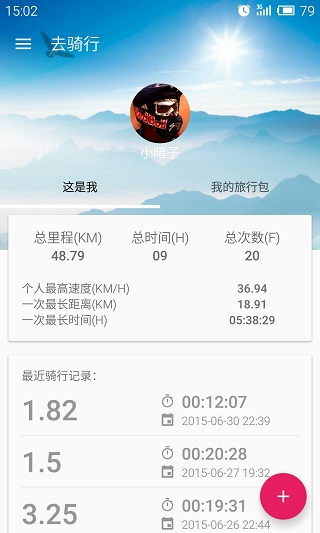 15:02
3G
79
去骑行
小暗子
这是我
我的旅行包
总里程(KM) 总时间(H) 总次数(F)
48.79 09 20
个人最高速度(KM/H) 36.94
一次最长距离(KM) 18.91
一次最长时间(H) 05:38:29
最近骑行记录:
1.82 00:12:07
2015-06-30 22:39
1.5 00:20:28
2015-06-27 19:32
3.25 00:19:31
2015-06-26 22:44